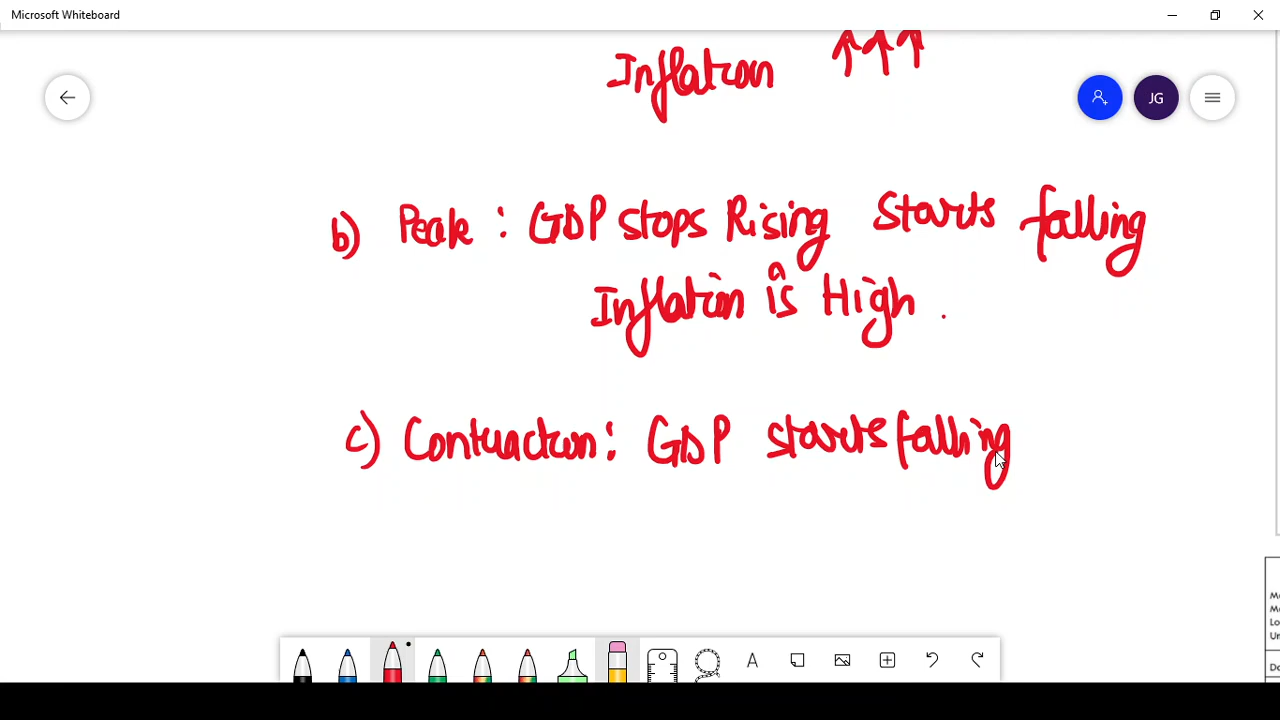 Microsoft Whiteboard
Inflation ↑↑↑
JG
b) Peak : GDP stops Rising starts falling
Inflation is High .
c) Contraction : GDP starts falling
A